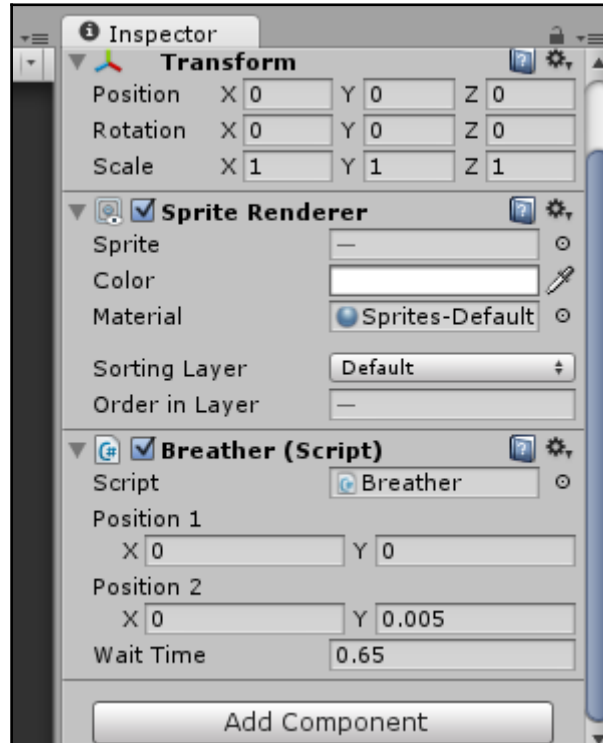 Inspector
Transform
Position X 0 Y 0 Z 0
Rotation X 0 Y 0 Z 0
Scale X 1 Y 1 Z 1
Sprite Renderer
Sprite —
Color
Material Sprites-Default
Sorting Layer Default
Order in Layer —
C# Breather (Script)
Script Breather
Position 1
X 0 Y 0
Position 2
X 0 Y 0.005
Wait Time 0.65
Add Component